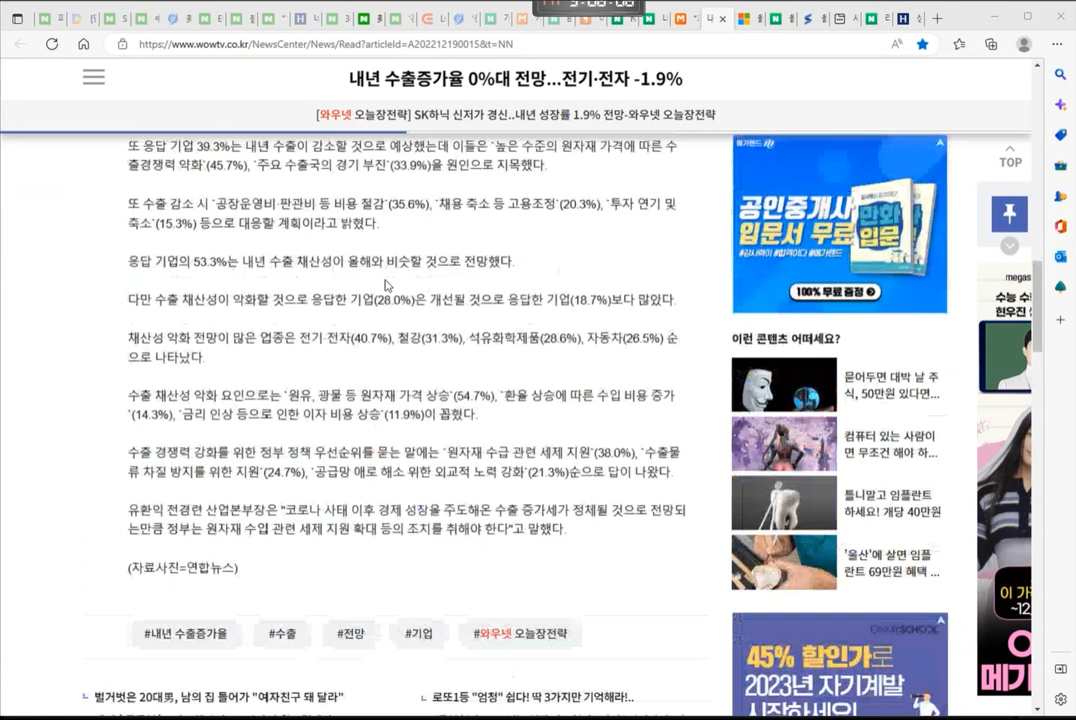 https://www.wowtv.co.kr/NewsCenter/News/Read?articleId=A202212190015&t=NN
내년 수출증가율 0%대 전망...전기·전자 -1.9%
[와우넷 오늘장전략] SK하닉 신저가 경신..내년 성장률 1.9% 전망-와우넷 오늘장전략
또 응답 기업 39.3%는 내년 수출이 감소할 것으로 예상했는데 이들은 `높은 수준의 원자재 가격에 따른 수
출경쟁력 약화`(45.7%), `주요 수출국의 경기 부진`(33.9%)을 원인으로 지목했다.
또 수출 감소 시 `공장운영비·판관비 등 비용 절감`(35.6%), `채용 축소 등 고용조정`(20.3%), `투자 연기 및
축소`(15.3%) 등으로 대응할 계획이라고 밝혔다.
응답 기업의 53.3%는 내년 수출 채산성이 올해와 비슷할 것으로 전망했다.
다만 수출 채산성이 악화할 것으로 응답한 기업(28.0%)은 개선될 것으로 응답한 기업(18.7%)보다 많았다.
채산성 악화 전망이 많은 업종은 전기·전자(40.7%), 철강(31.3%), 석유화학제품(28.6%), 자동차(26.5%) 순
으로 나타났다.
수출 채산성 악화 요인으로는 `원유, 광물 등 원자재 가격 상승`(54.7%), `환율 상승에 따른 수입 비용 증가
`(14.3%), `금리 인상 등으로 인한 이자 비용 상승`(11.9%)이 꼽혔다.
수출 경쟁력 강화를 위한 정부 정책 우선순위를 묻는 말에는 `원자재 수급 관련 세제 지원`(38.0%), `수출물
류 차질 방지를 위한 지원`(24.7%), `공급망 애로 해소 위한 외교적 노력 강화`(21.3%)순으로 답이 나왔다.
유환익 전경련 산업본부장은 "코로나 사태 이후 경제 성장을 주도해온 수출 증가세가 정체될 것으로 전망되
는만큼 정부는 원자재 수입 관련 세제 지원 확대 등의 조치를 취해야 한다"고 말했다.
(자료사진=연합뉴스)
#내년 수출증가율
#수출
#전망
#기업
#와우넷 오늘장전략
벌거벗은 20대男, 남의 집 들어가 "여자친구 돼 달라"
로또1등 "엄청" 쉽다! 딱 3가지만 기억해라!..
메가랜드
공인중개사
입문서 무료
만화
입문
100% 무료 증정
이런 콘텐츠 어떠세요?
묻어두면 대박 날 주
식, 50만원 있다면...
컴퓨터 있는 사람이
면 무조건 해야 하...
틀니말고 임플란트
하세요! 개당 40만원
'울산'에 살면 임플
란트 69만원 혜택 ...
45% 할인가로
2023년 자기계발
시작하세요!
TOP
megas
수능 수
현우진
이 가
~12
메가